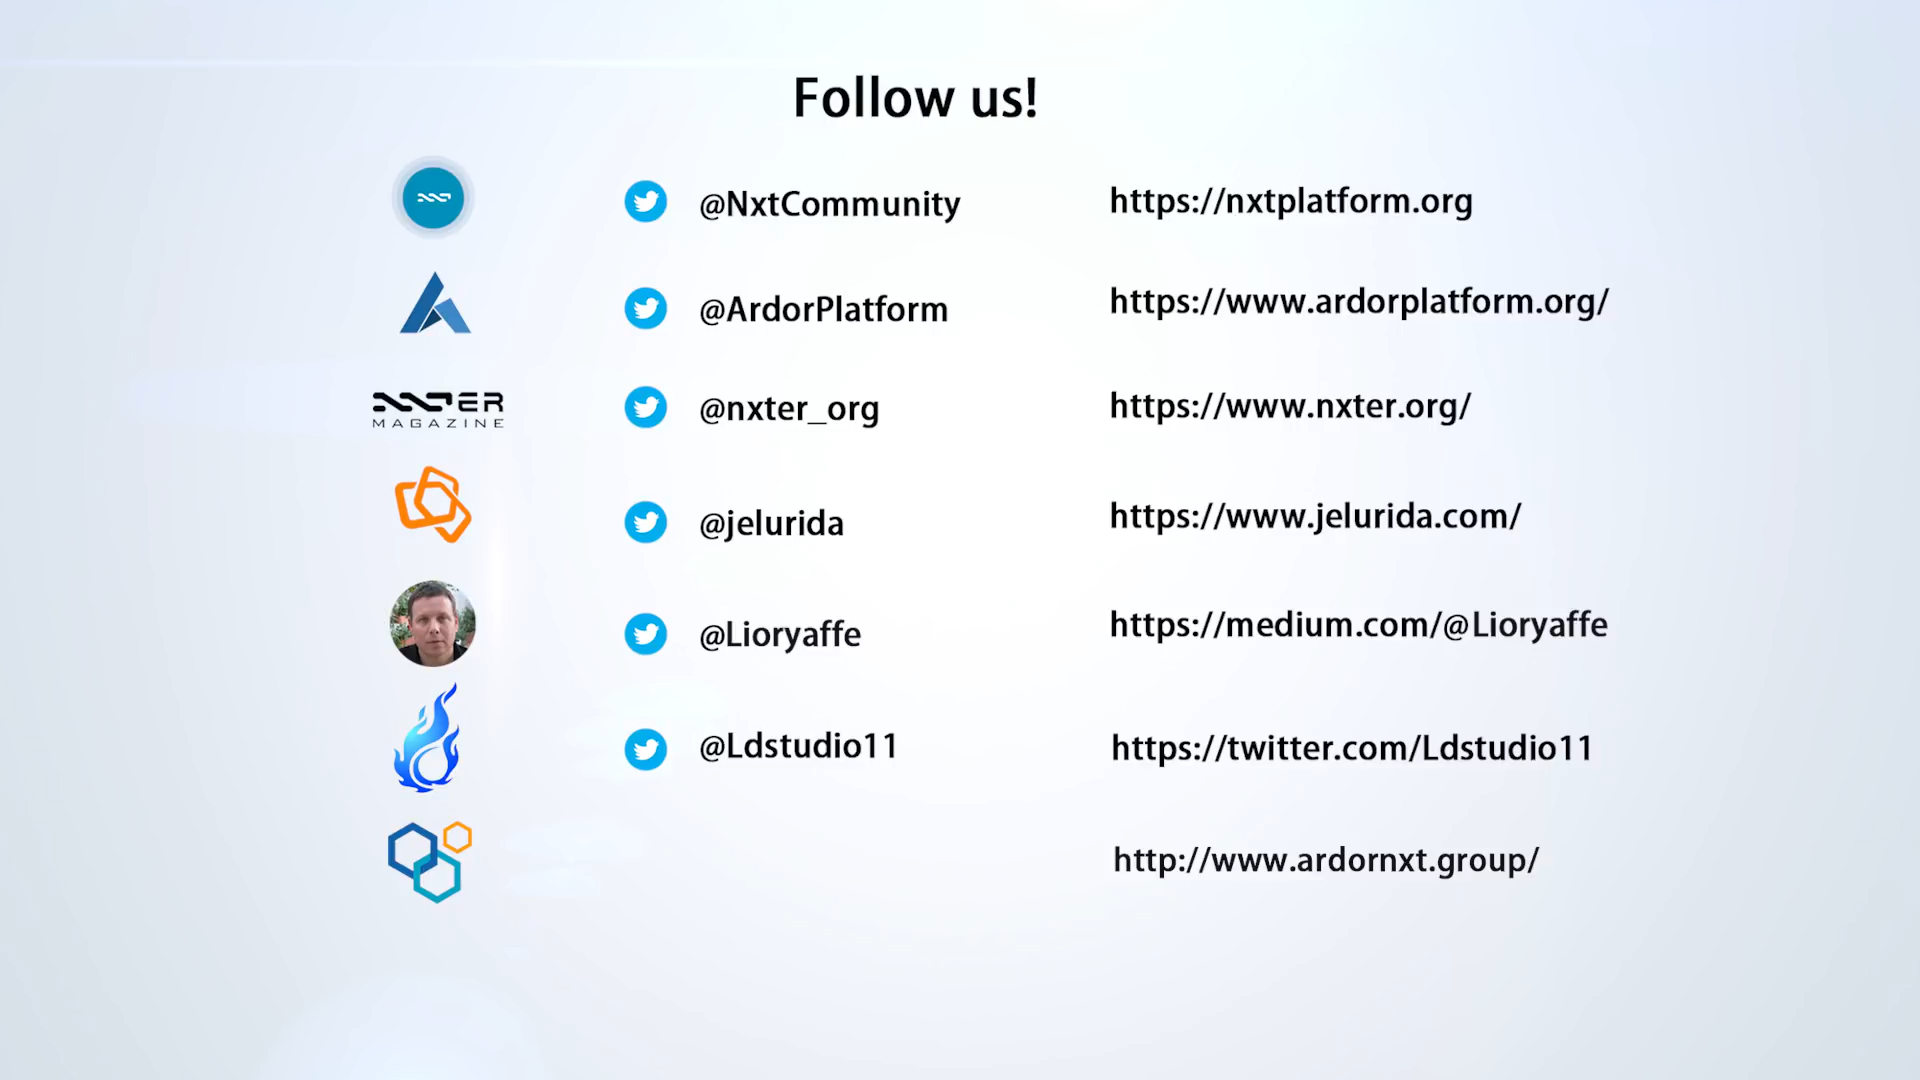 Follow us!
@NxtCommunity https://nxtplatform.org
@ArdorPlatform https://www.ardorplatform.org/
NXTER
MAGAZINE
@nxter_org https://www.nxter.org/
@jelurida https://www.jelurida.com/
@Lioryaffe https://medium.com/@Lioryaffe
@Ldstudio11 https://twitter.com/Ldstudio11
http://www.ardornxt.group/